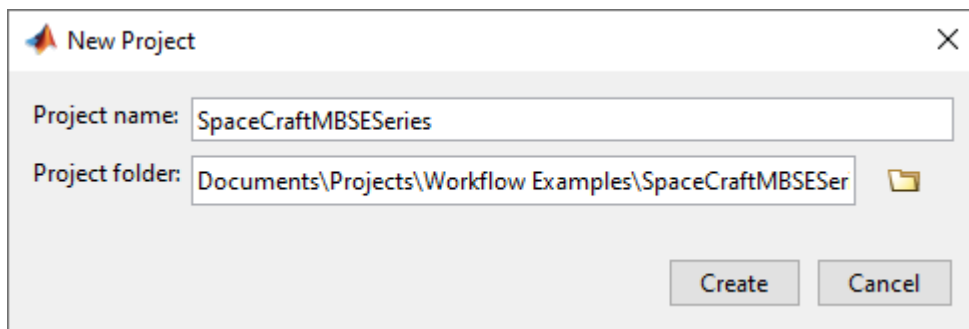 New Project
Project name: SpaceCraftMBSESeries
Project folder: Documents\Projects\Workflow Examples\SpaceCraftMBSESer
Create Cancel